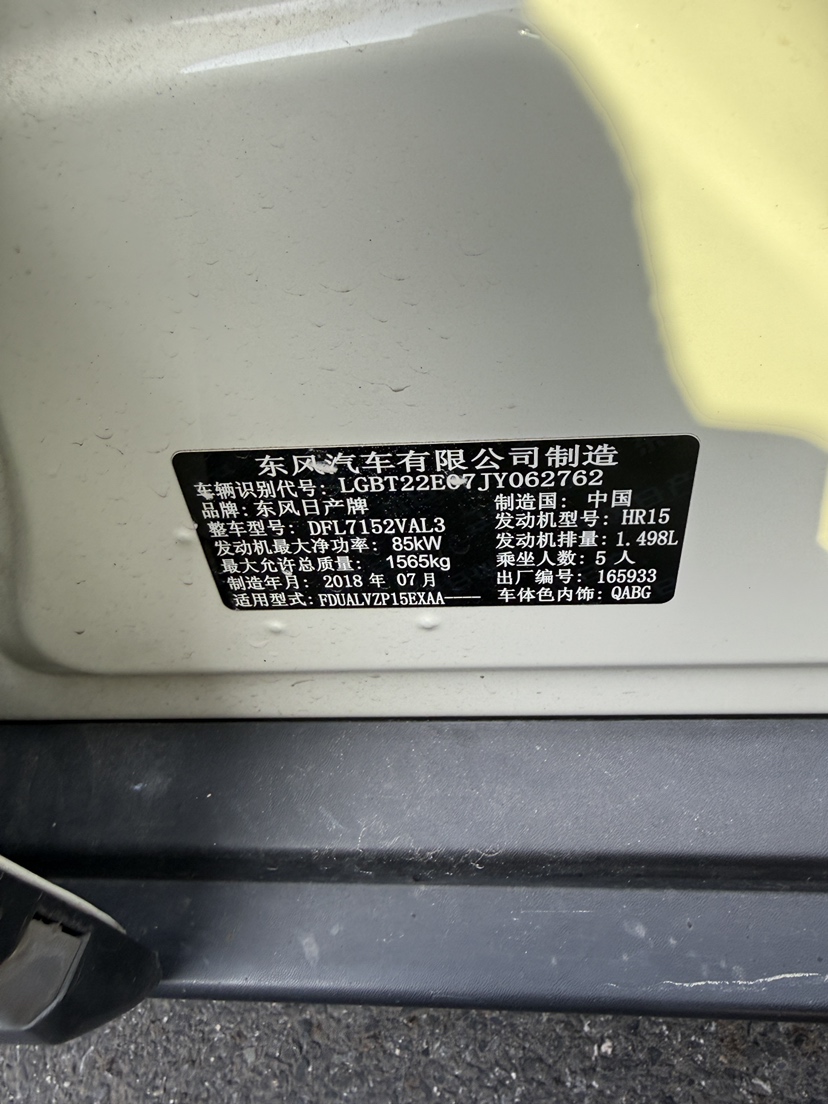 东风汽车有限公司制造
车辆识别代号: LGBT22E07JY062762
品牌: 东风日产牌 制造国: 中国
整车型号: DFL7152VAL3 发动机型号: HR15
发动机最大净功率: 85kW 发动机排量: 1.498L
最大允许总质量: 1565kg 乘坐人数: 5 人
制造年月: 2018 年 07 月 出厂编号: 165933
适用型式: FDUALVZP15EXAA---- 车体色内饰: QABG